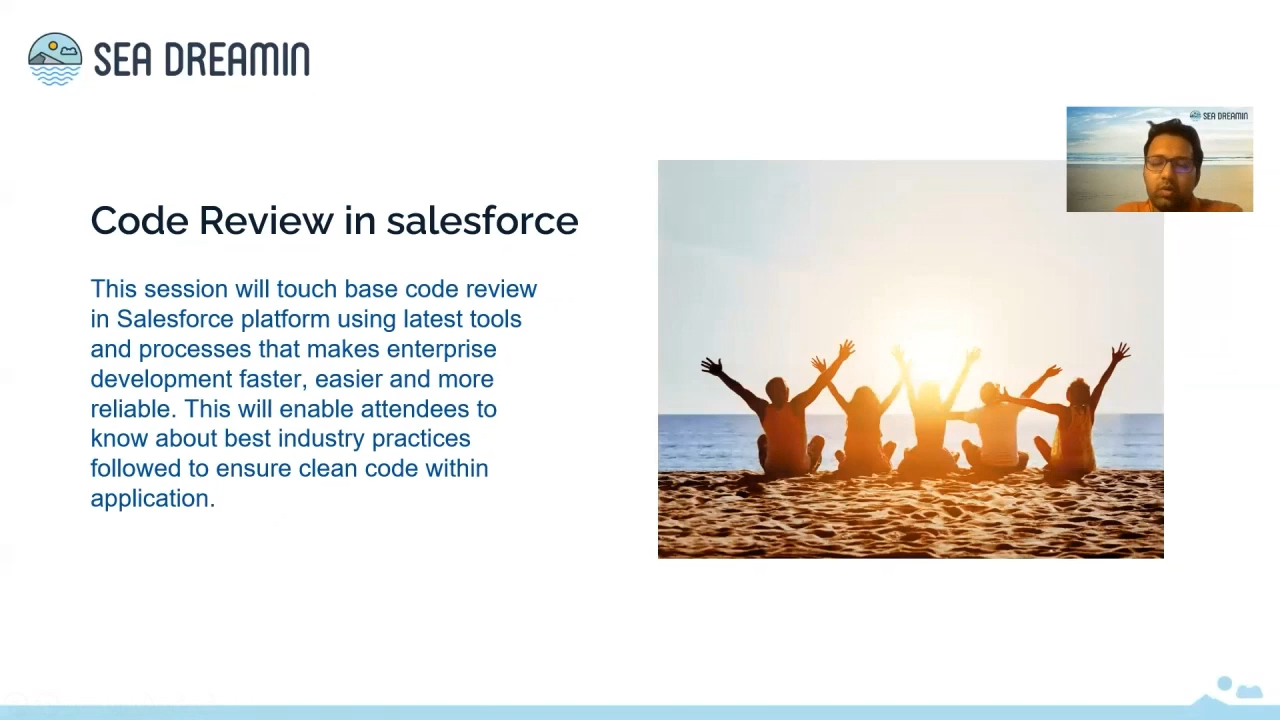 SEA DREAMIN
SEA DREAMIN
Code Review in salesforce
This session will touch base code review
in Salesforce platform using latest tools
and processes that makes enterprise
development faster, easier and more
reliable. This will enable attendees to
know about best industry practices
followed to ensure clean code within
application.